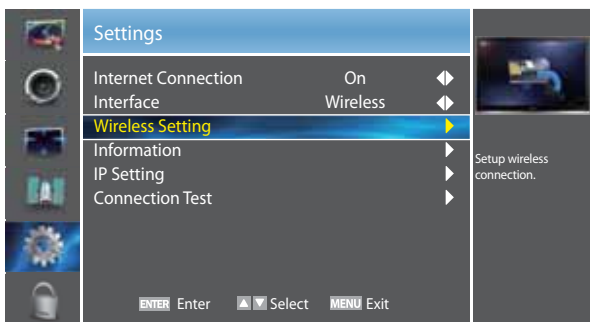 Settings
Internet Connection On
Interface Wireless
Wireless Setting
Information
IP Setting
Connection Test
Setup wireless
connection.
ENTER Enter Select MENU Exit